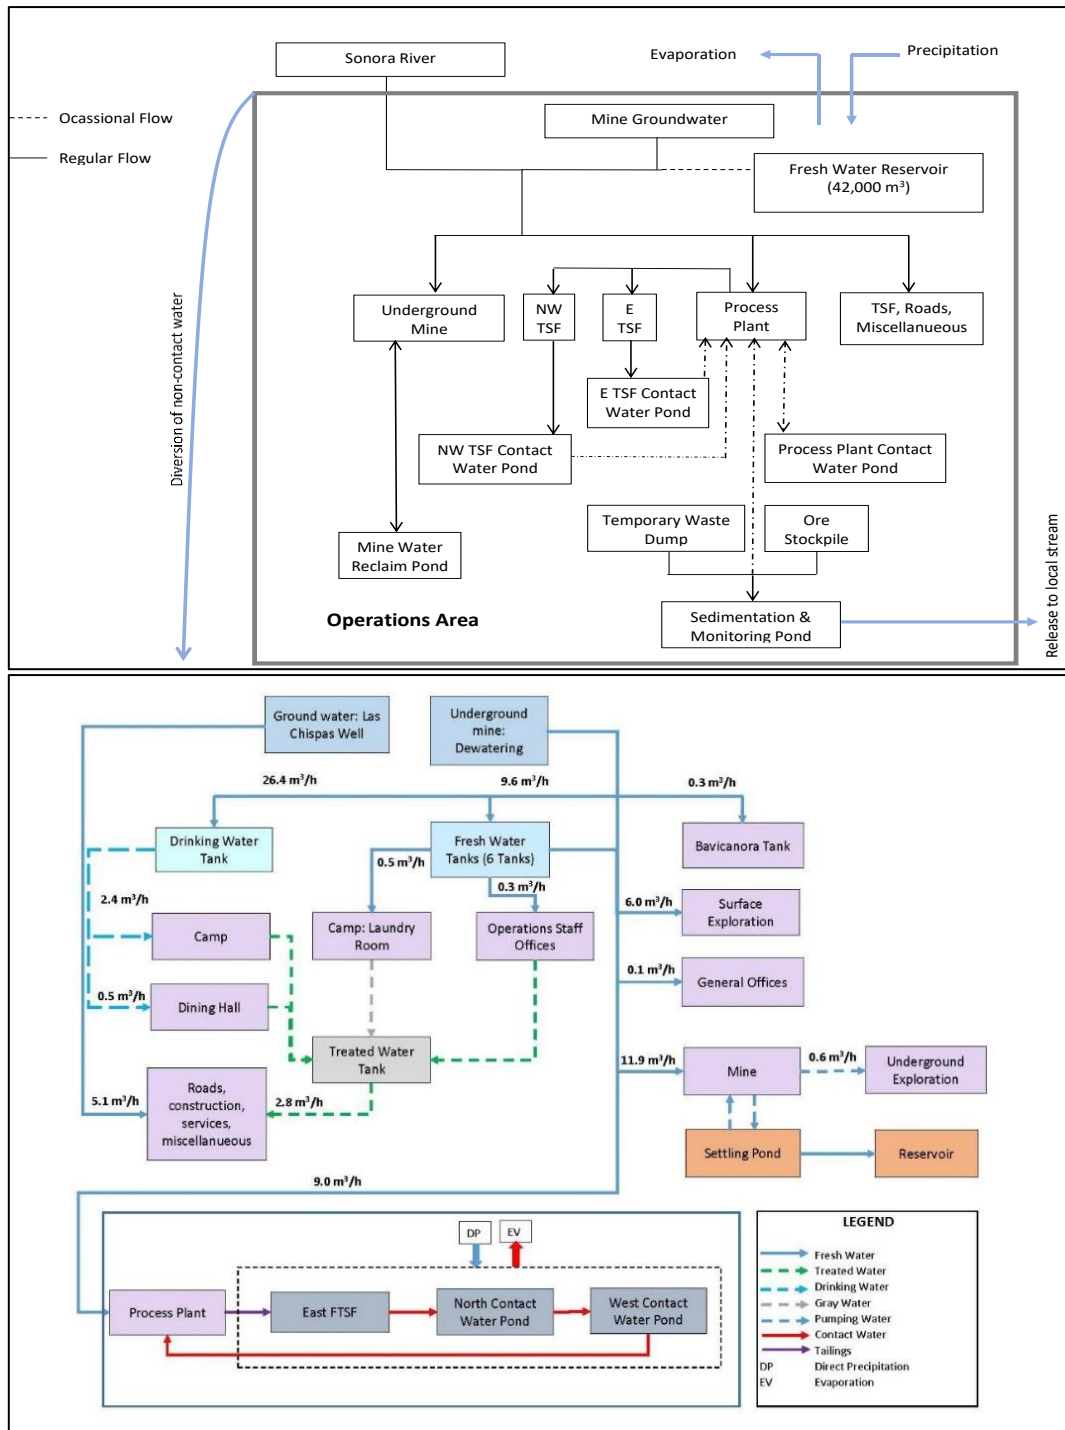 Sonora River
Evaporation
Precipitation
Ocassional Flow
Regular Flow
Mine Groundwater
Fresh Water Reservoir
(42,000 m³)
Underground
Mine
NW
TSF
E
TSF
Process
Plant
TSF, Roads,
Miscellanueous
E TSF Contact
Water Pond
NW TSF Contact
Water Pond
Process Plant Contact
Water Pond
Diversion of non-contact water
Temporary Waste
Dump
Ore
Stockpile
Mine Water
Reclaim Pond
Operations Area
Sedimentation &
Monitoring Pond
Release to local stream
Ground water: Las
Chispas Well
Underground
mine:
Dewatering
26.4 m³/h
9.6 m³/h
0.3 m³/h
Drinking Water
Tank
Fresh Water
Tanks (6 Tanks)
Bavicanora Tank
0.5 m³/h
0.3 m³/h
2.4 m³/h
6.0 m³/h
Surface
Exploration
Camp
Camp: Laundry
Room
Operations Staff
Offices
0.1 m³/h
General Offices
0.5 m³/h
Dining Hall
Treated Water
Tank
11.9 m³/h
Mine
0.6 m³/h
Underground
Exploration
Roads,
construction,
services,
miscellanueous
5.1 m³/h
2.8 m³/h
Settling Pond
Reservoir
9.0 m³/h
DP
EV
Process Plant
East FTSF
North Contact
Water Pond
West Contact
Water Pond
LEGEND
Fresh Water
Treated Water
Drinking Water
Gray Water
Pumping Water
Contact Water
Tailings
DP Direct Precipitation
EV Evaporation